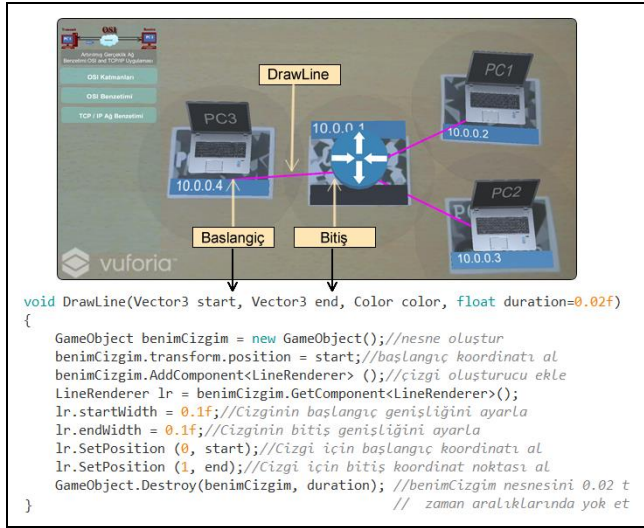 OSI
Artırılmış Gerçeklik Ağ
Benzetimi:OSI and TCP/IP Uygulaması
OSI Katmanları
OSI Benzetimi
TCP / IP Ağ Benzetimi
DrawLine
PC1
10.0.0.2
PC3
10.0.0.4
10.0.0.1
PC2
10.0.0.3
Baslangiç
Bitiş
vuforia
void DrawLine(Vector3 start, Vector3 end, Color color, float duration=0.02f)
{
GameObject benimCizgim = new GameObject();//nesne oluştur
benimCizgim.transform.position = start;//başlangıç koordinatı al
benimCizgim.AddComponent<LineRenderer> ();//çizgi oluşturucu ekle
LineRenderer lr = benimCizgim.GetComponent<LineRenderer>();
lr.startWidth = 0.1f;//Cizginin başlangıç genişliğini ayarla
lr.endWidth = 0.1f;//Cizginin bitiş genişliğini ayarla
lr.SetPosition (0, start);//Cizgi için başlangıç koordinatı al
lr.SetPosition (1, end);//Cizgi için bitiş koordinat noktası al
GameObject.Destroy(benimCizgim, duration); //benimCizgim nesnesini 0.02 t
// zaman aralıklarında yok et
}